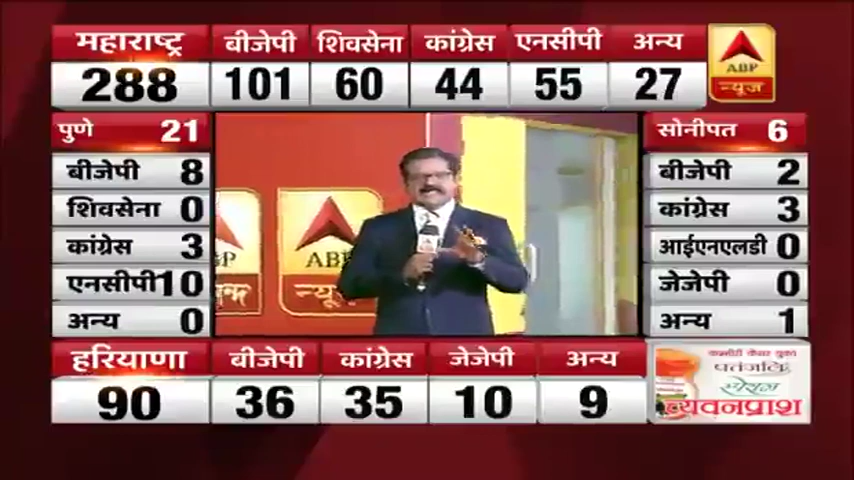 महाराष्ट्र बीजेपी शिवसेना कांग्रेस एनसीपी अन्य
288 101 60 44 55 27
ABP
न्यूज़
पुणे 21
बीजेपी 8
शिवसेना 0
कांग्रेस 3
एनसीपी 10
अन्य 0
ABP
न्यूज़
सोनीपत 6
बीजेपी 2
कांग्रेस 3
आईएनएलडी 0
जेजेपी 0
अन्य 1
हरियाणा बीजेपी कांग्रेस जेजेपी अन्य
90 36 35 10 9
पतंजलि
स्पेशल
च्यवनप्राश